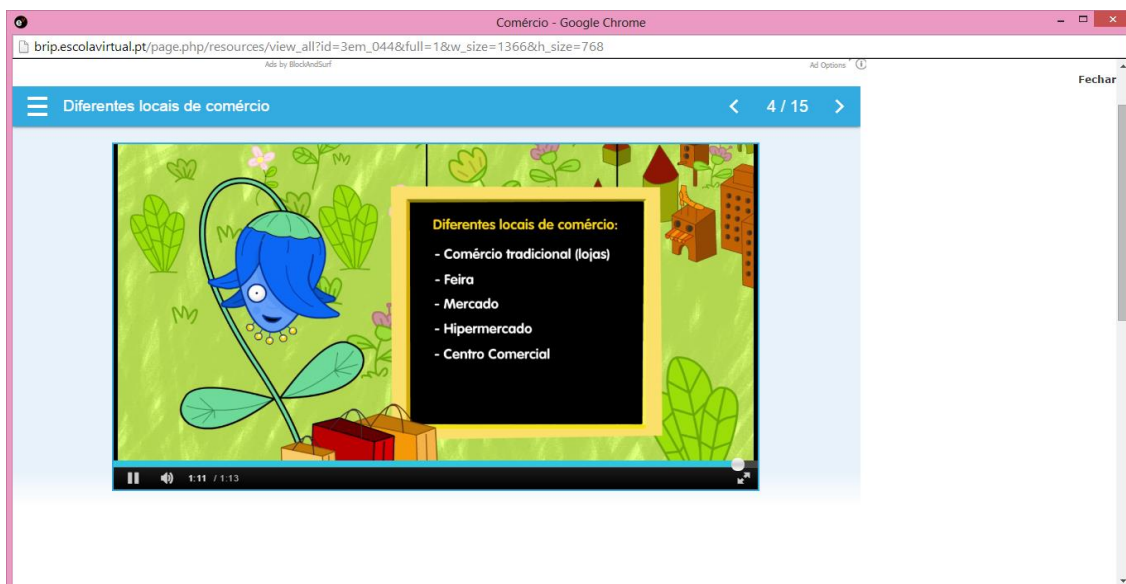 Comércio - Google Chrome
brip.escolavirtual.pt/page.php/resources/view_all?id=3em_044&full=1&w_size=1366&h_size=768
Ads by BlockAndSurf
Ad Options
Fechar
Diferentes locais de comércio
4 / 15
Diferentes locais de comércio:
- Comércio tradicional (lojas)
- Feira
- Mercado
- Hipermercado
- Centro Comercial
1:11 / 1:13